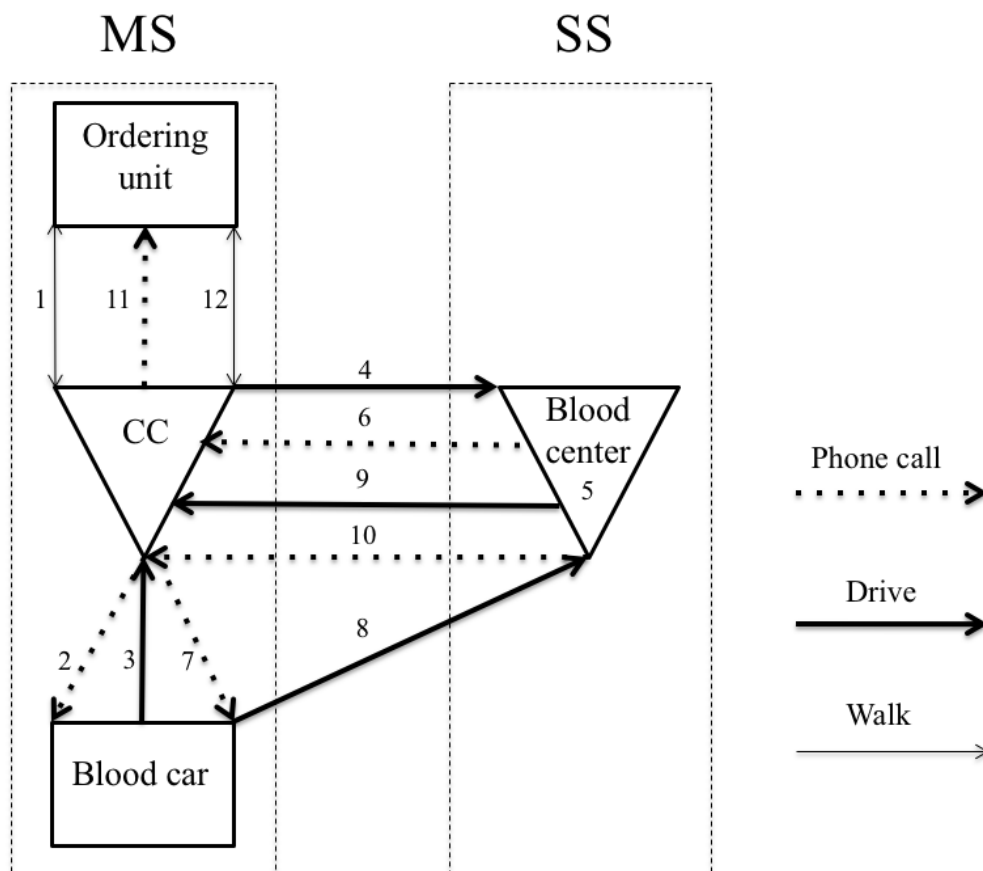 MS
SS
Ordering
unit
1
11
12
4
CC
6
Blood
center
5
9
10
2
3
7
8
Blood car
Phone call
Drive
Walk